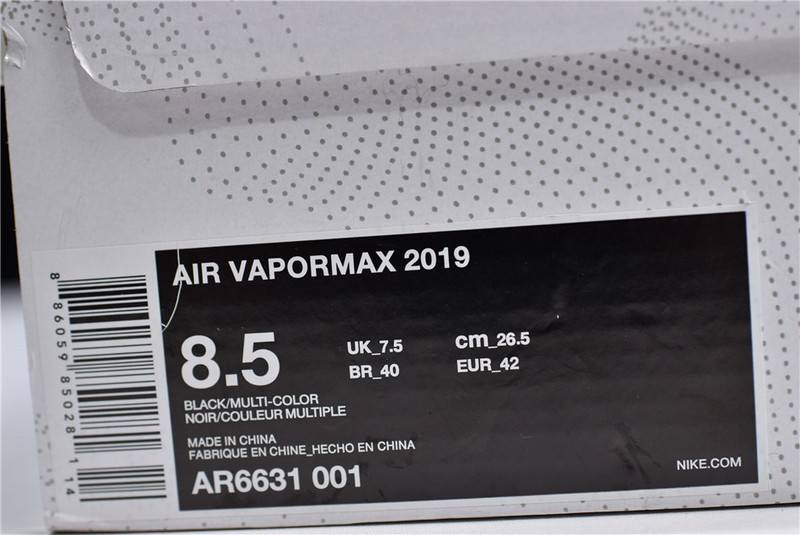 AIR VAPORMAX 2019
8.5
UK_7.5
cm_26.5
BR_40
EUR_42
BLACK/MULTI-COLOR
NOIR/COULEUR MULTIPLE
MADE IN CHINA
FABRIQUE EN CHINE_HECHO EN CHINA
AR6631 001
NIKE.COM
8 86059 85028 1 14